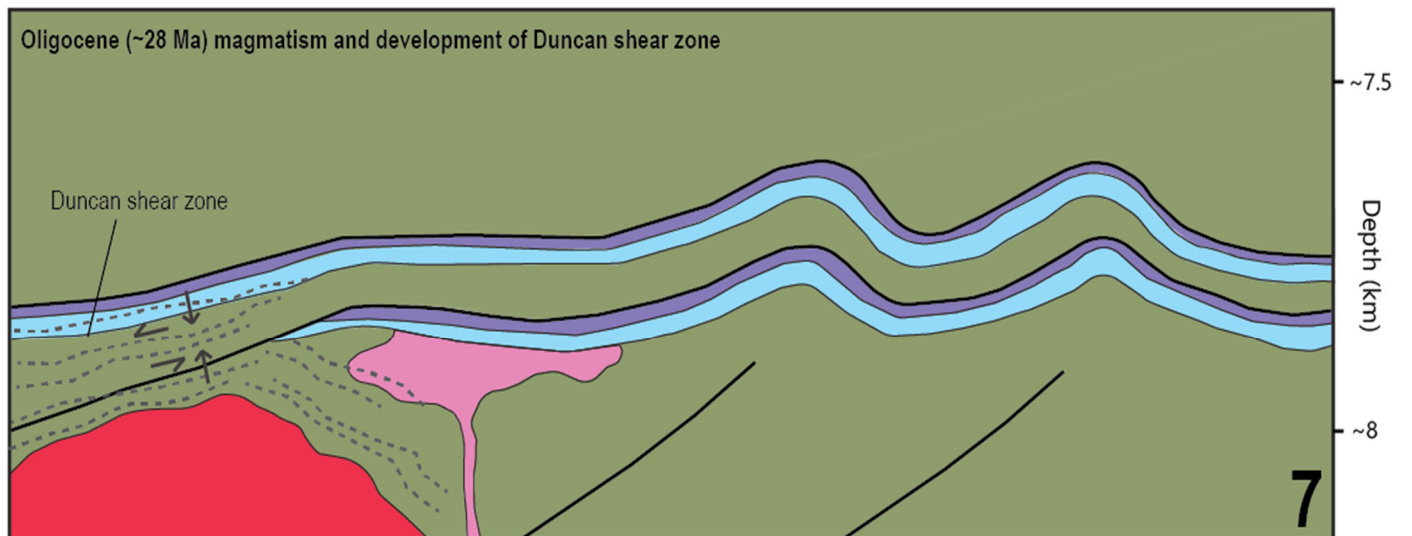 Oligocene (~28 Ma) magmatism and development of Duncan shear zone
~7.5
Duncan shear zone
Depth (km)
~8
7